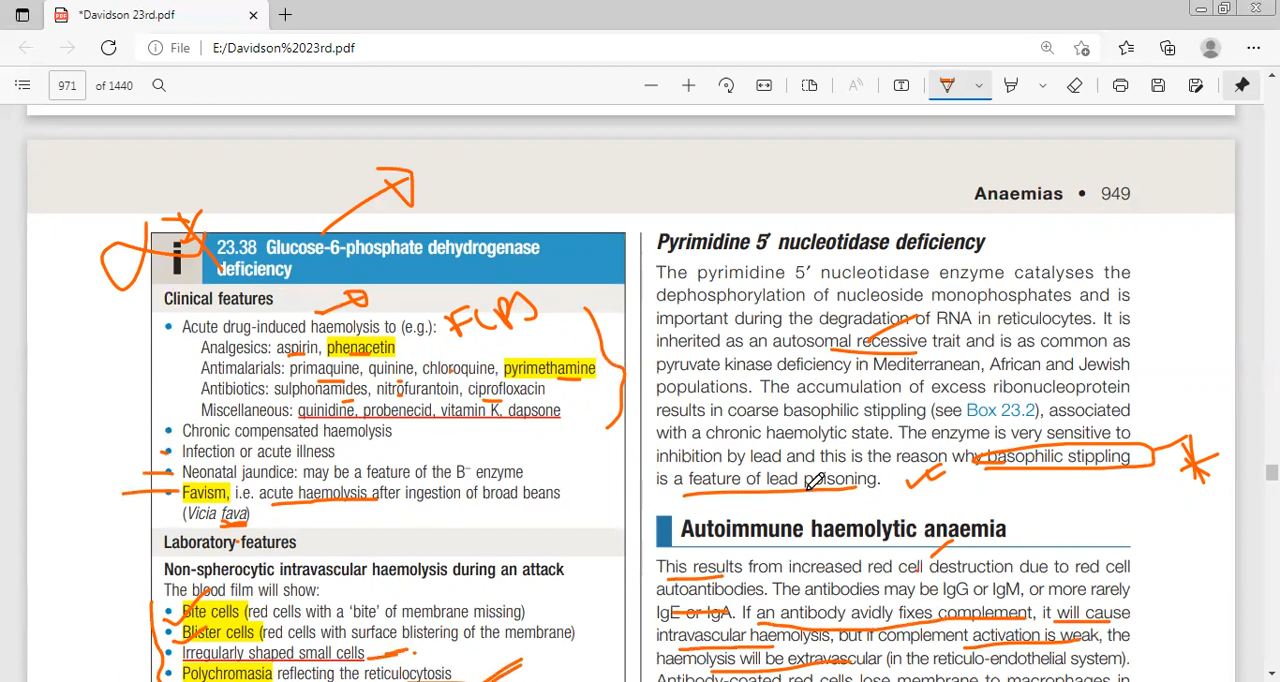 *Davidson 23rd.pdf
File E:/Davidson%2023rd.pdf
971 of 1440
Anaemias • 949
i 23.38 Glucose-6-phosphate dehydrogenase
deficiency
Clinical features
• Acute drug-induced haemolysis to (e.g.):
Analgesics: aspirin, phenacetin
Antimalarials: primaquine, quinine, chloroquine, pyrimethamine
Antibiotics: sulphonamides, nitrofurantoin, ciprofloxacin
Miscellaneous: quinidine, probenecid, vitamin K, dapsone
• Chronic compensated haemolysis
• Infection or acute illness
• Neonatal jaundice: may be a feature of the B⁻ enzyme
• Favism, i.e. acute haemolysis after ingestion of broad beans
(Vicia fava)
Laboratory features
Non-spherocytic intravascular haemolysis during an attack
The blood film will show:
• Bite cells (red cells with a ‘bite’ of membrane missing)
• Blister cells (red cells with surface blistering of the membrane)
• Irregularly shaped small cells
• Polychromasia reflecting the reticulocytosis
Pyrimidine 5′ nucleotidase deficiency
The pyrimidine 5′ nucleotidase enzyme catalyses the
dephosphorylation of nucleoside monophosphates and is
important during the degradation of RNA in reticulocytes. It is
inherited as an autosomal recessive trait and is as common as
pyruvate kinase deficiency in Mediterranean, African and Jewish
populations. The accumulation of excess ribonucleoprotein
results in coarse basophilic stippling (see Box 23.2), associated
with a chronic haemolytic state. The enzyme is very sensitive to
inhibition by lead and this is the reason why basophilic stippling
is a feature of lead poisoning.
Autoimmune haemolytic anaemia
This results from increased red cell destruction due to red cell
autoantibodies. The antibodies may be IgG or IgM, or more rarely
IgE or IgA. If an antibody avidly fixes complement, it will cause
intravascular haemolysis, but if complement activation is weak, the
haemolysis will be extravascular (in the reticulo-endothelial system).
Antibody-coated red cells lose membrane to macrophages in